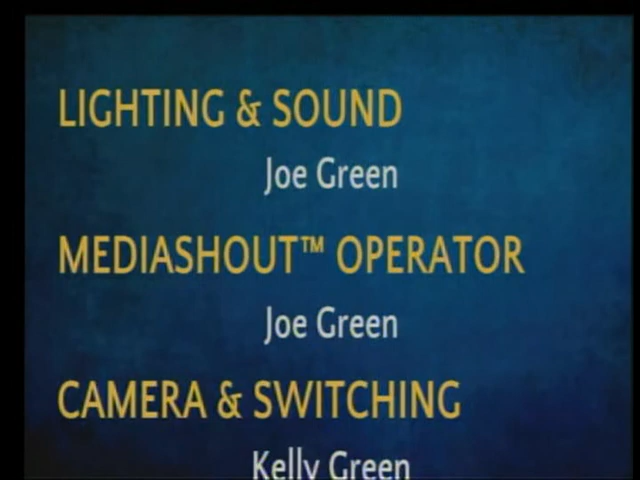 LIGHTING & SOUND
Joe Green
MEDIASHOUT™ OPERATOR
Joe Green
CAMERA & SWITCHING
Kelly Green